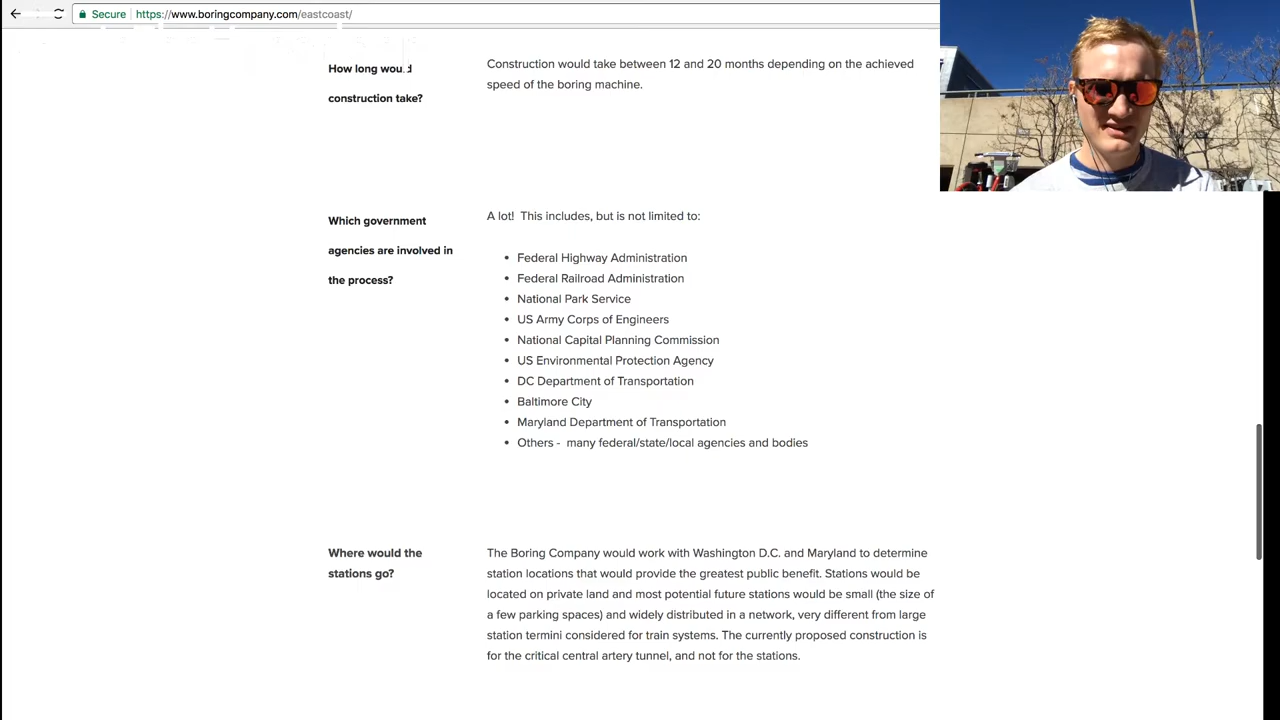 Secure
https://www.boringcompany.com/eastcoast/
How long would
construction take?
Construction would take between 12 and 20 months depending on the achieved
speed of the boring machine.
Which government
agencies are involved in
the process?
A lot!  This includes, but is not limited to:
• Federal Highway Administration
• Federal Railroad Administration
• National Park Service
• US Army Corps of Engineers
• National Capital Planning Commission
• US Environmental Protection Agency
• DC Department of Transportation
• Baltimore City
• Maryland Department of Transportation
• Others -  many federal/state/local agencies and bodies
Where would the
stations go?
The Boring Company would work with Washington D.C. and Maryland to determine
station locations that would provide the greatest public benefit. Stations would be
located on private land and most potential future stations would be small (the size of
a few parking spaces) and widely distributed in a network, very different from large
station termini considered for train systems. The currently proposed construction is
for the critical central artery tunnel, and not for the stations.